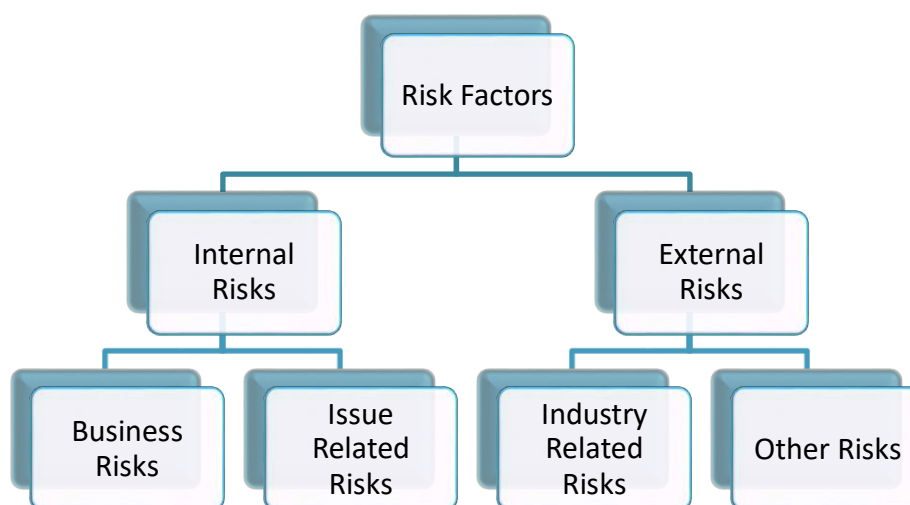 Risk Factors
Internal
Risks
External
Risks
Business
Risks
Issue
Related
Risks
Industry
Related
Risks
Other Risks